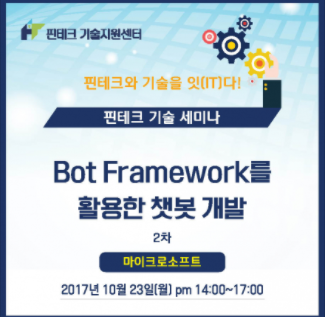 핀테크 기술지원센터
핀테크와 기술을 잇(IT)다!
핀테크 기술 세미나
Bot Framework를
활용한 챗봇 개발
2차
마이크로소프트
2017년 10월 23일(월) pm 14:00~17:00